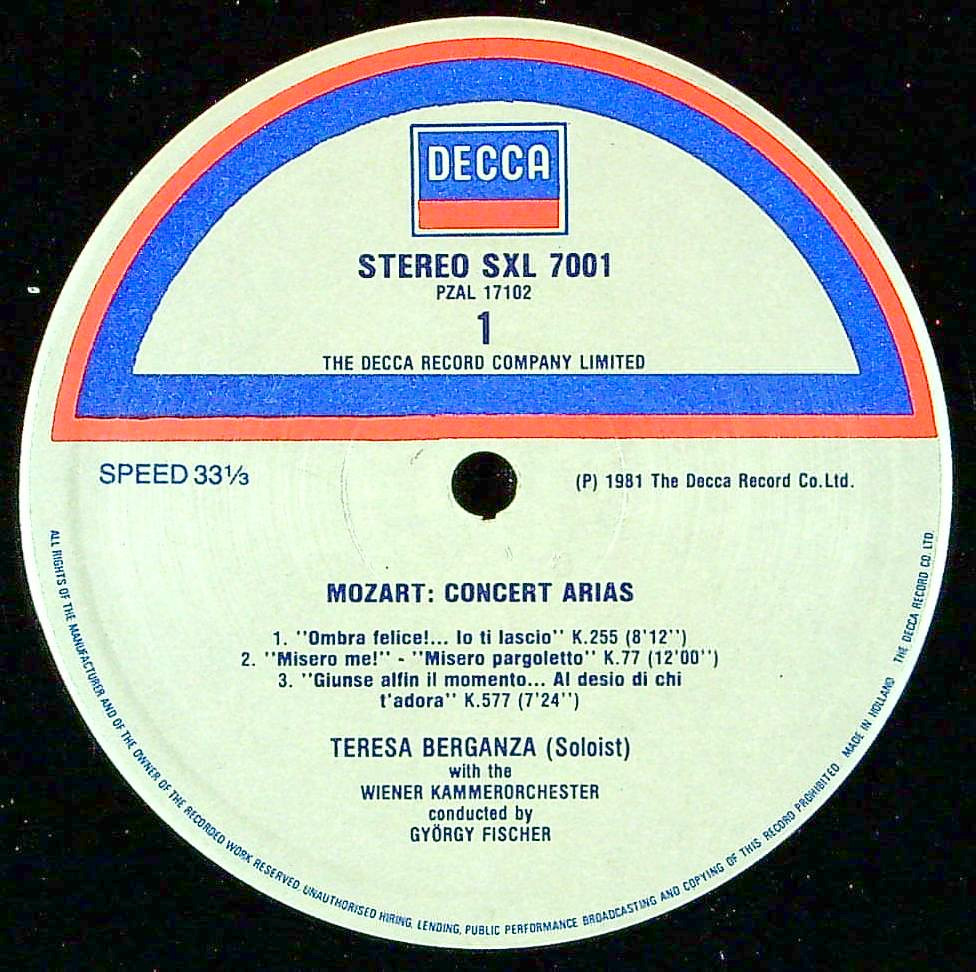 DECCA
STEREO SXL 7001
PZAL 17102
1
THE DECCA RECORD COMPANY LIMITED
SPEED 33⅓
(P) 1981 The Decca Record Co.Ltd.
MOZART: CONCERT ARIAS
1. "Ombra felice!... Io ti lascio" K.255 (8'12")
2. "Misero me!" - "Misero pargoletto" K.77 (12'00")
3. "Giunse alfin il momento... Al desio di chi
t'adora" K.577 (7'24")
TERESA BERGANZA (Soloist)
with the
WIENER KAMMERORCHESTER
conducted by
GYÖRGY FISCHER
ALL RIGHTS OF THE MANUFACTURER AND OF THE OWNER OF THE RECORDED WORK RESERVED. UNAUTHORISED HIRING, LENDING, PUBLIC PERFORMANCE BROADCASTING AND COPYING OF THIS RECORD PROHIBITED MADE IN HOLLAND THE DECCA RECORD CO. LTD.